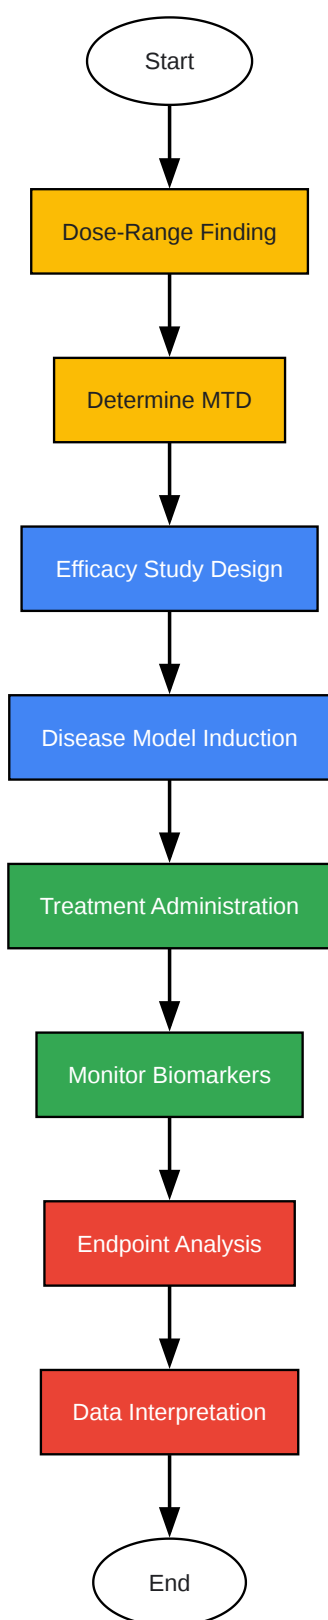 Start
Dose-Range Finding
Determine MTD
Efficacy Study Design
Disease Model Induction
Treatment Administration
Monitor Biomarkers
Endpoint Analysis
Data Interpretation
End